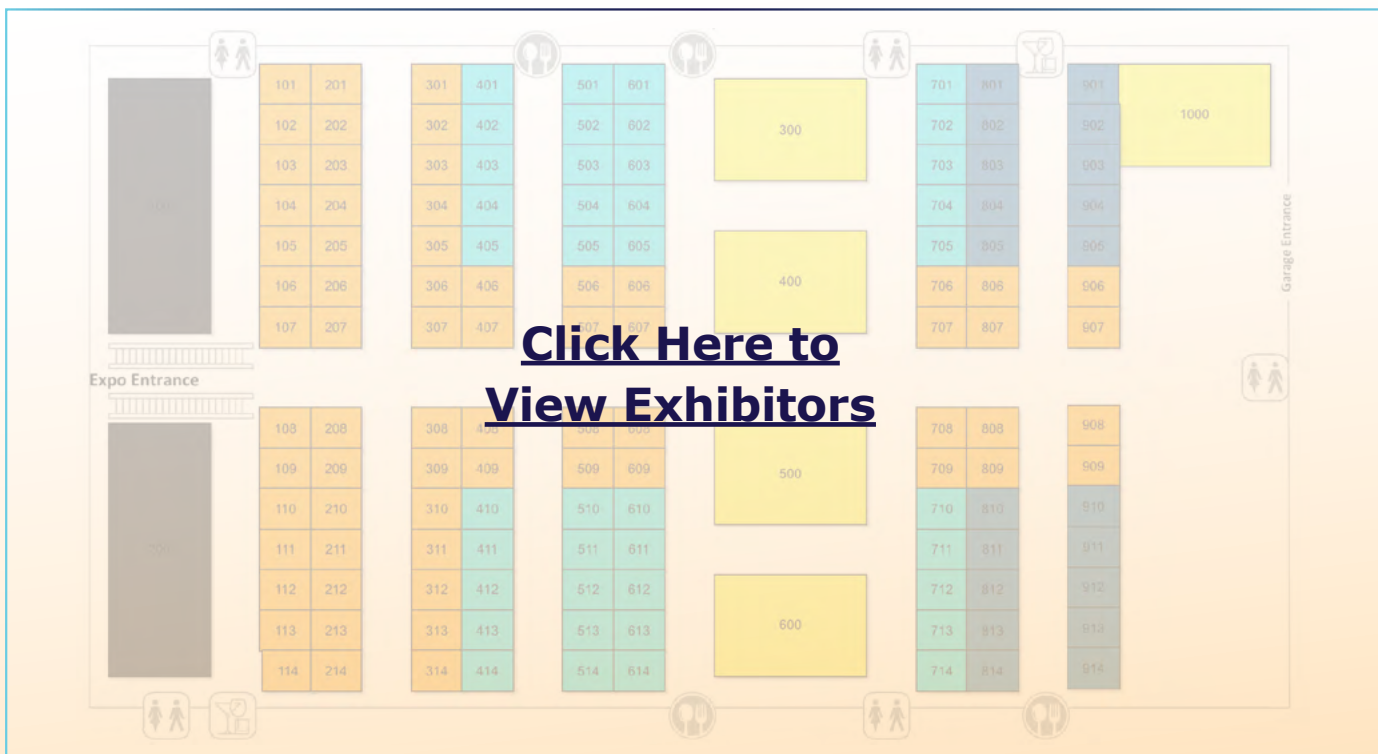 101 201 301 401 501 601 701 801 901
1000
102 202 302 402 502 602 300 702 802 902
103 203 303 403 503 603 703 803 903
104 204 304 404 504 604 704 804 904
Garage Entrance
105 205 305 405 505 605 705 805 905
106 206 306 406 506 606 400 706 806 906
107 207 307 407 507 607 707 807 907
Click Here to
Expo Entrance
View Exhibitors
108 208 308 408 508 608 708 808 908
109 209 309 409 509 609 500 709 809 909
110 210 310 410 510 610 710 810 910
111 211 311 411 511 611 711 811 911
112 212 312 412 512 612 712 812 912
113 213 313 413 513 613 600 713 813 913
114 214 314 414 514 614 714 814 914